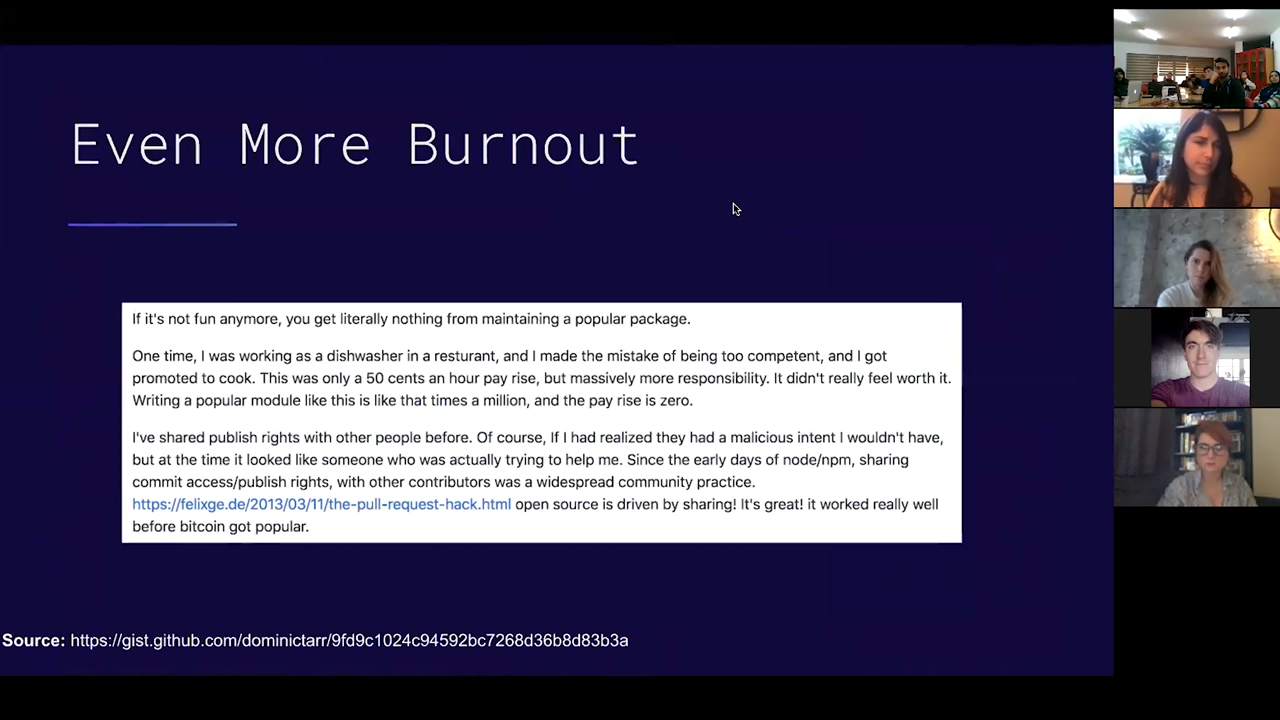 Even More Burnout
If it's not fun anymore, you get literally nothing from maintaining a popular package.
One time, I was working as a dishwasher in a resturant, and I made the mistake of being too competent, and I got
promoted to cook. This was only a 50 cents an hour pay rise, but massively more responsibility. It didn't really feel worth it.
Writing a popular module like this is like that times a million, and the pay rise is zero.
I've shared publish rights with other people before. Of course, If I had realized they had a malicious intent I wouldn't have,
but at the time it looked like someone who was actually trying to help me. Since the early days of node/npm, sharing
commit access/publish rights, with other contributors was a widespread community practice.
https://felixge.de/2013/03/11/the-pull-request-hack.html open source is driven by sharing! It's great! it worked really well
before bitcoin got popular.
Source: https://gist.github.com/dominictarr/9fd9c1024c94592bc7268d36b8d83b3a